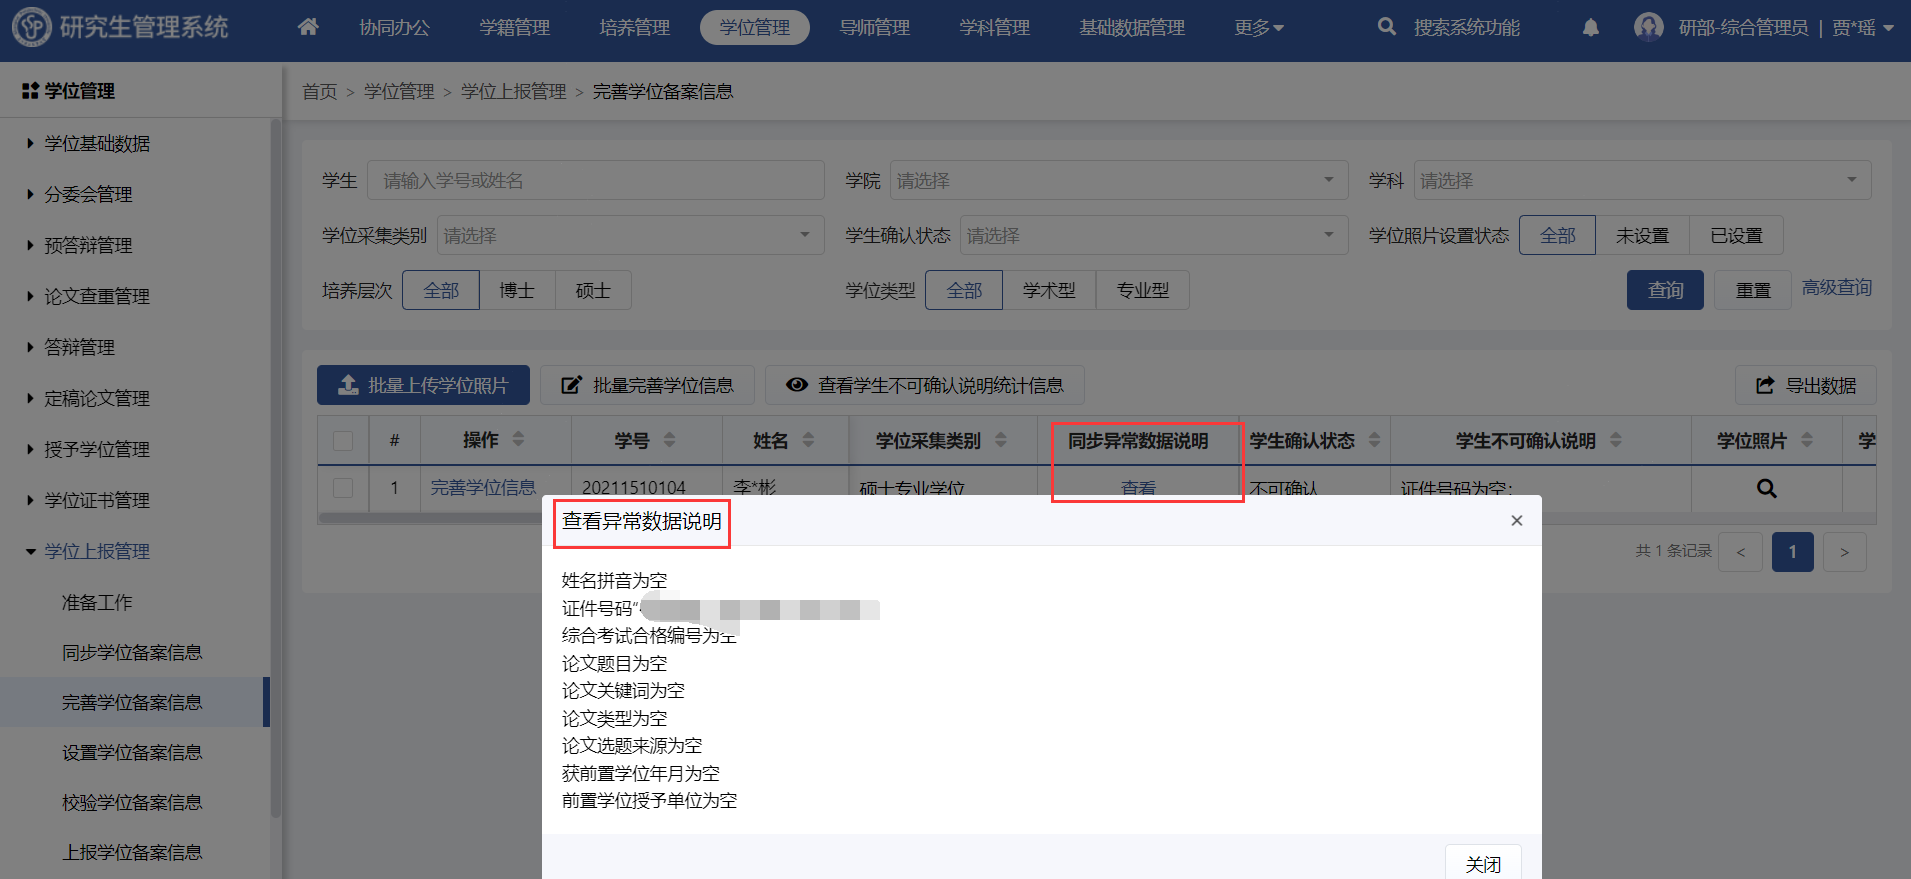 研究生管理系统
协同办公 学籍管理 培养管理 学位管理 导师管理 学科管理 基础数据管理 更多 搜索系统功能 研部-综合管理员 | 贾*瑶
学位管理
首页 > 学位管理 > 学位上报管理 > 完善学位备案信息
学位基础数据
分委会管理
预答辩管理
论文查重管理
答辩管理
定稿论文管理
授予学位管理
学位证书管理
学位上报管理
准备工作
同步学位备案信息
完善学位备案信息
设置学位备案信息
校验学位备案信息
上报学位备案信息
学生 请输入学号或姓名 学院 请选择 学科 请选择
学位采集类别 请选择 学生确认状态 请选择 学位照片设置状态 全部 未设置 已设置
培养层次 全部 博士 硕士 学位类型 全部 学术型 专业型 查询 重置 高级查询
批量上传学位照片 批量完善学位信息 查看学生不可确认说明统计信息 导出数据
# 操作 学号 姓名 学位采集类别 同步异常数据说明 学生确认状态 学生不可确认说明 学位照片 学
1 完善学位信息 20211510104 李*彬 硕士专业学位 查看 不可确认 证件号码为空;
共 1 条记录 < 1 >
查看异常数据说明 ×
姓名拼音为空
证件号码"
综合考试合格编号为空
论文题目为空
论文关键词为空
论文类型为空
论文选题来源为空
获前置学位年月为空
前置学位授予单位为空
关闭